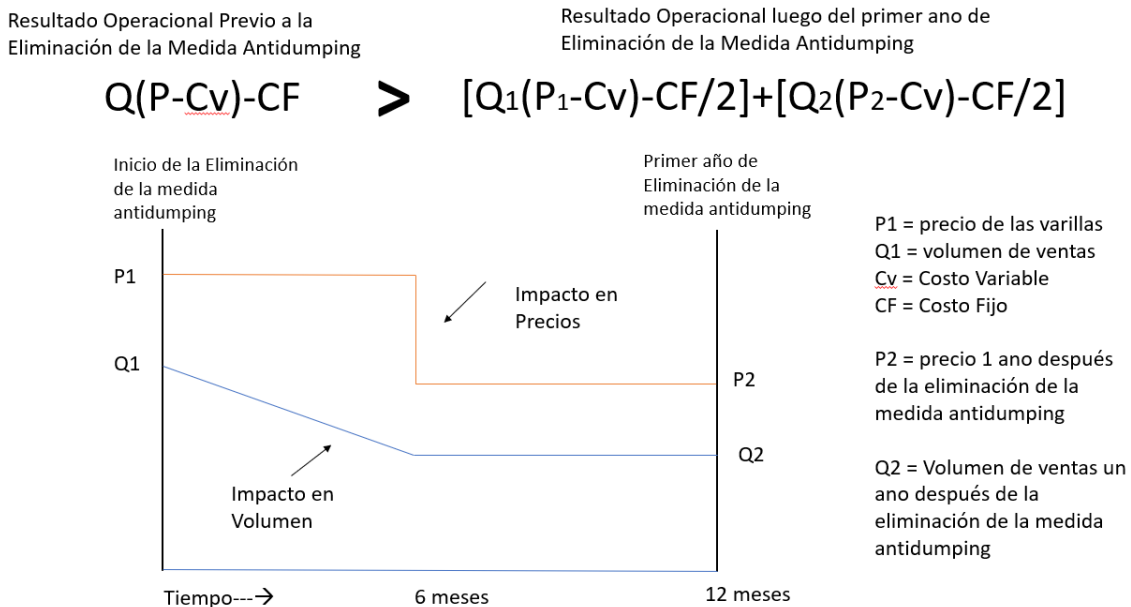 Resultado Operacional Previo a la
Eliminación de la Medida Antidumping
Resultado Operacional luego del primer ano de
Eliminación de la Medida Antidumping
Q(P-Cv)-CF > [Q1(P1-Cv)-CF/2]+[Q2(P2-Cv)-CF/2]
Inicio de la Eliminación
de la medida
antidumping
Primer año de
Eliminación de la
medida antidumping
P1
Q1
Impacto en
Precios
P2
Q2
Impacto en
Volumen
Tiempo--->
6 meses
12 meses
P1 = precio de las varillas
Q1 = volumen de ventas
Cv = Costo Variable
CF = Costo Fijo
P2 = precio 1 ano después
de la eliminación de la
medida antidumping
Q2 = Volumen de ventas un
ano después de la
eliminación de la medida
antidumping